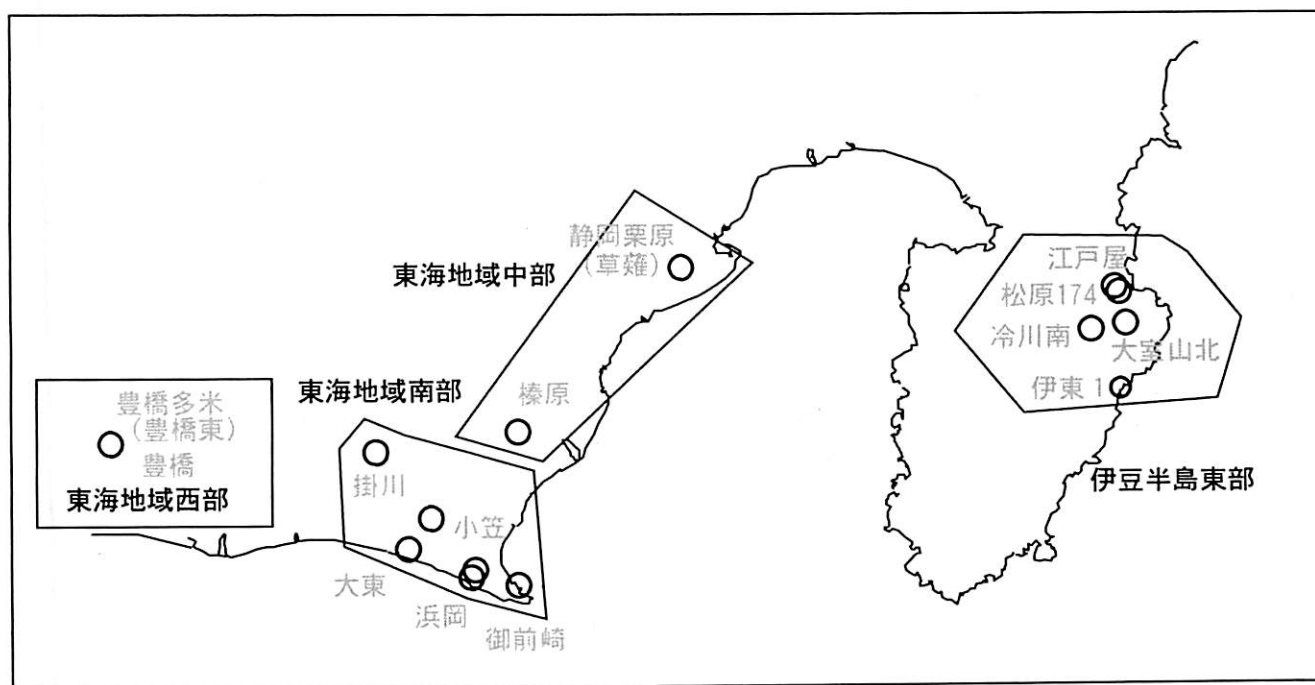 静岡栗原
(草薙)
東海地域中部
江戸屋
松原174
冷川南
大室山北
伊東1
伊豆半島東部
東海地域南部
榛原
豊橋多米
(豊橋東)
豊橋
東海地域西部
掛川
小笠
大東
浜岡
御前崎